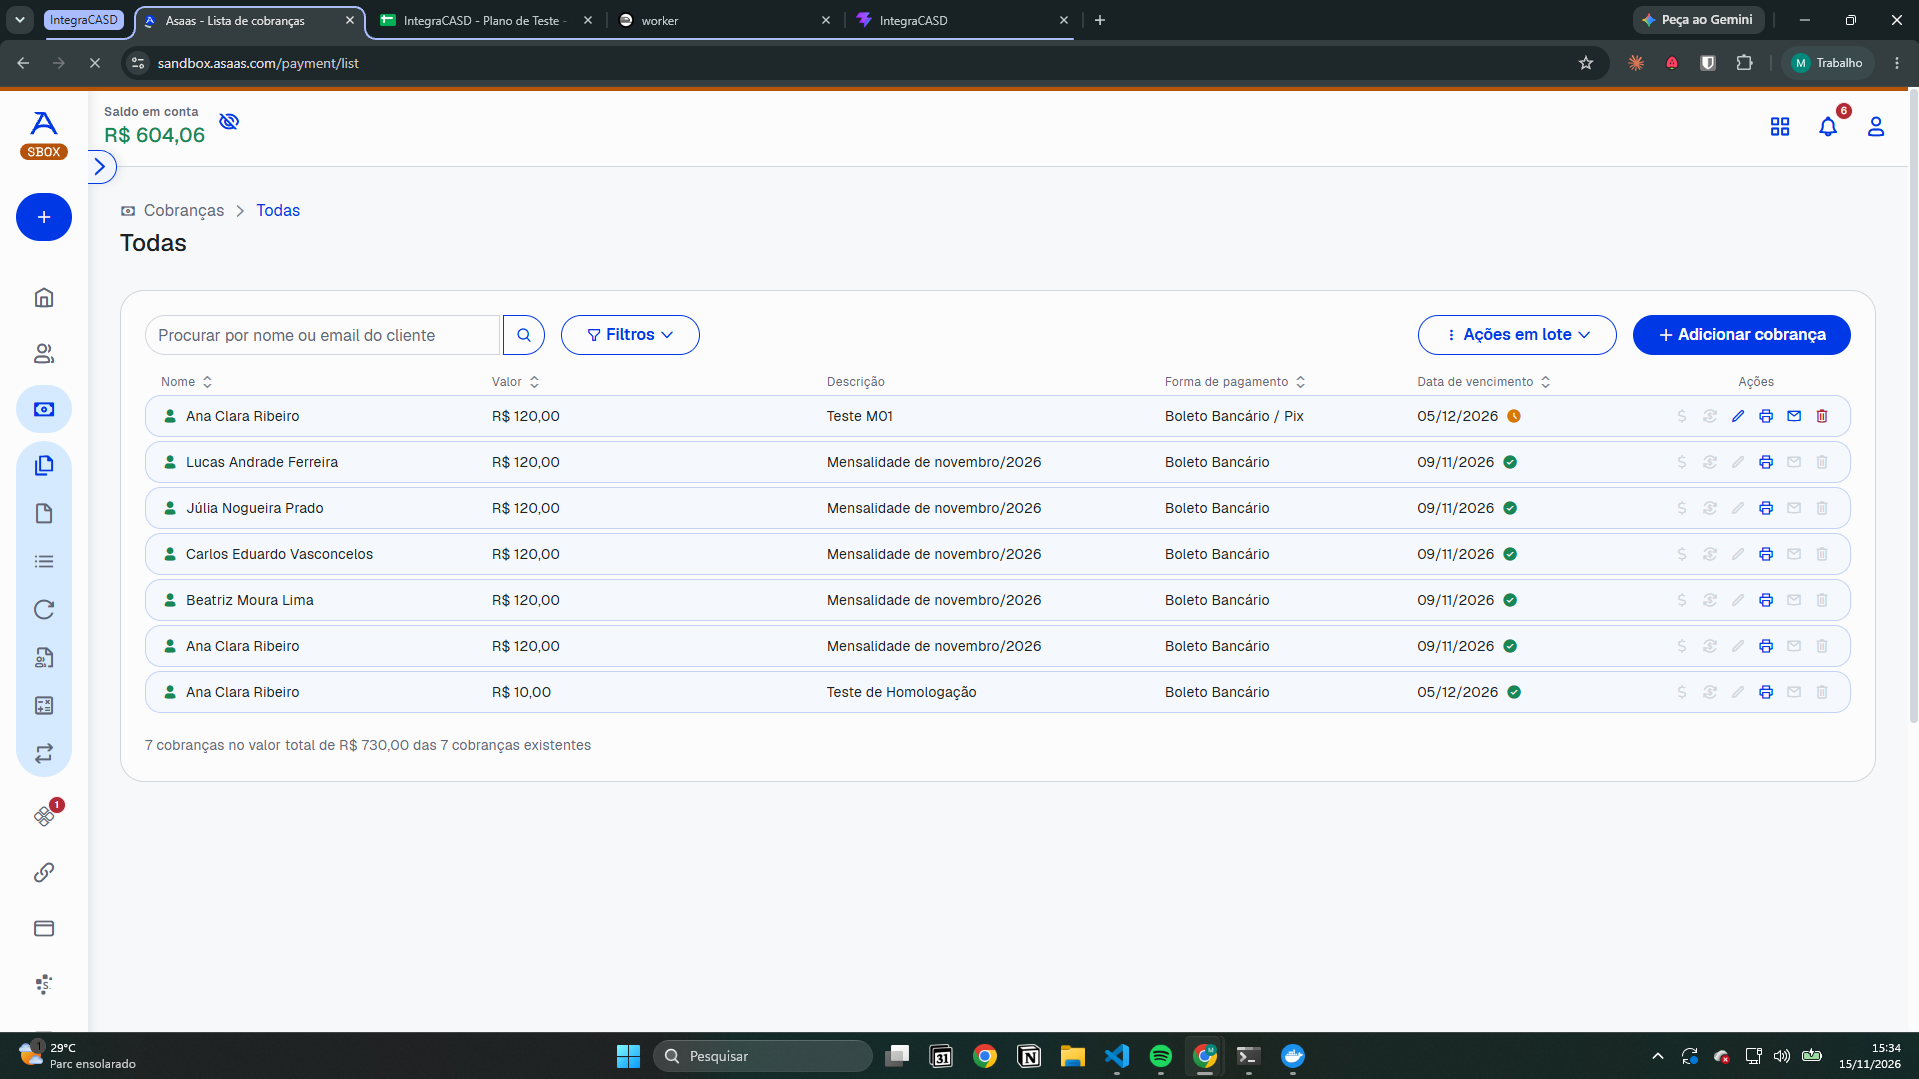 IntegraCASD
Asaas - Lista de cobranças
IntegraCASD - Plano de Teste -
worker
IntegraCASD
Peça ao Gemini
sandbox.asaas.com/payment/list
M Trabalho
SBOX
Saldo em conta
R$ 604,06
6
Cobranças > Todas
Todas
Procurar por nome ou email do cliente
Filtros
Ações em lote
+ Adicionar cobrança
Nome Valor Descrição Forma de pagamento Data de vencimento Ações
Ana Clara Ribeiro R$ 120,00 Teste M01 Boleto Bancário / Pix 05/12/2026
Lucas Andrade Ferreira R$ 120,00 Mensalidade de novembro/2026 Boleto Bancário 09/11/2026
Júlia Nogueira Prado R$ 120,00 Mensalidade de novembro/2026 Boleto Bancário 09/11/2026
Carlos Eduardo Vasconcelos R$ 120,00 Mensalidade de novembro/2026 Boleto Bancário 09/11/2026
Beatriz Moura Lima R$ 120,00 Mensalidade de novembro/2026 Boleto Bancário 09/11/2026
Ana Clara Ribeiro R$ 120,00 Mensalidade de novembro/2026 Boleto Bancário 09/11/2026
Ana Clara Ribeiro R$ 10,00 Teste de Homologação Boleto Bancário 05/12/2026
7 cobranças no valor total de R$ 730,00 das 7 cobranças existentes
1
S.
1
29°C
Parc ensolarado
Pesquisar
31
15:34
15/11/2026